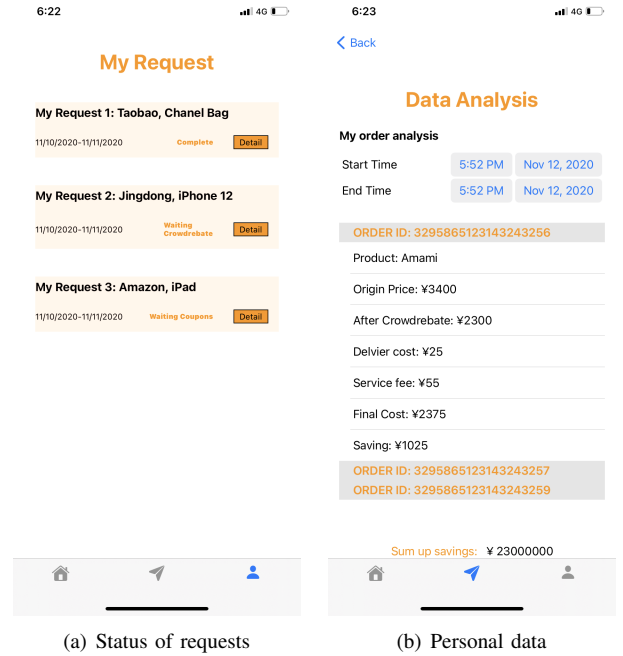 6:22
4G
My Request
My Request 1: Taobao, Chanel Bag
11/10/2020-11/11/2020 Complete Detail
My Request 2: Jingdong, iPhone 12
11/10/2020-11/11/2020 Waiting Crowdrebate Detail
My Request 3: Amazon, iPad
11/10/2020-11/11/2020 Waiting Coupons Detail
(a) Status of requests
6:23
4G
Back
Data Analysis
My order analysis
Start Time 5:52 PM Nov 12, 2020
End Time 5:52 PM Nov 12, 2020
ORDER ID: 3295865123143243256
Product: Amami
Origin Price: ¥3400
After Crowdrebate: ¥2300
Delvier cost: ¥25
Service fee: ¥55
Final Cost: ¥2375
Saving: ¥1025
ORDER ID: 3295865123143243257
ORDER ID: 3295865123143243259
Sum up savings: ¥ 23000000
(b) Personal data